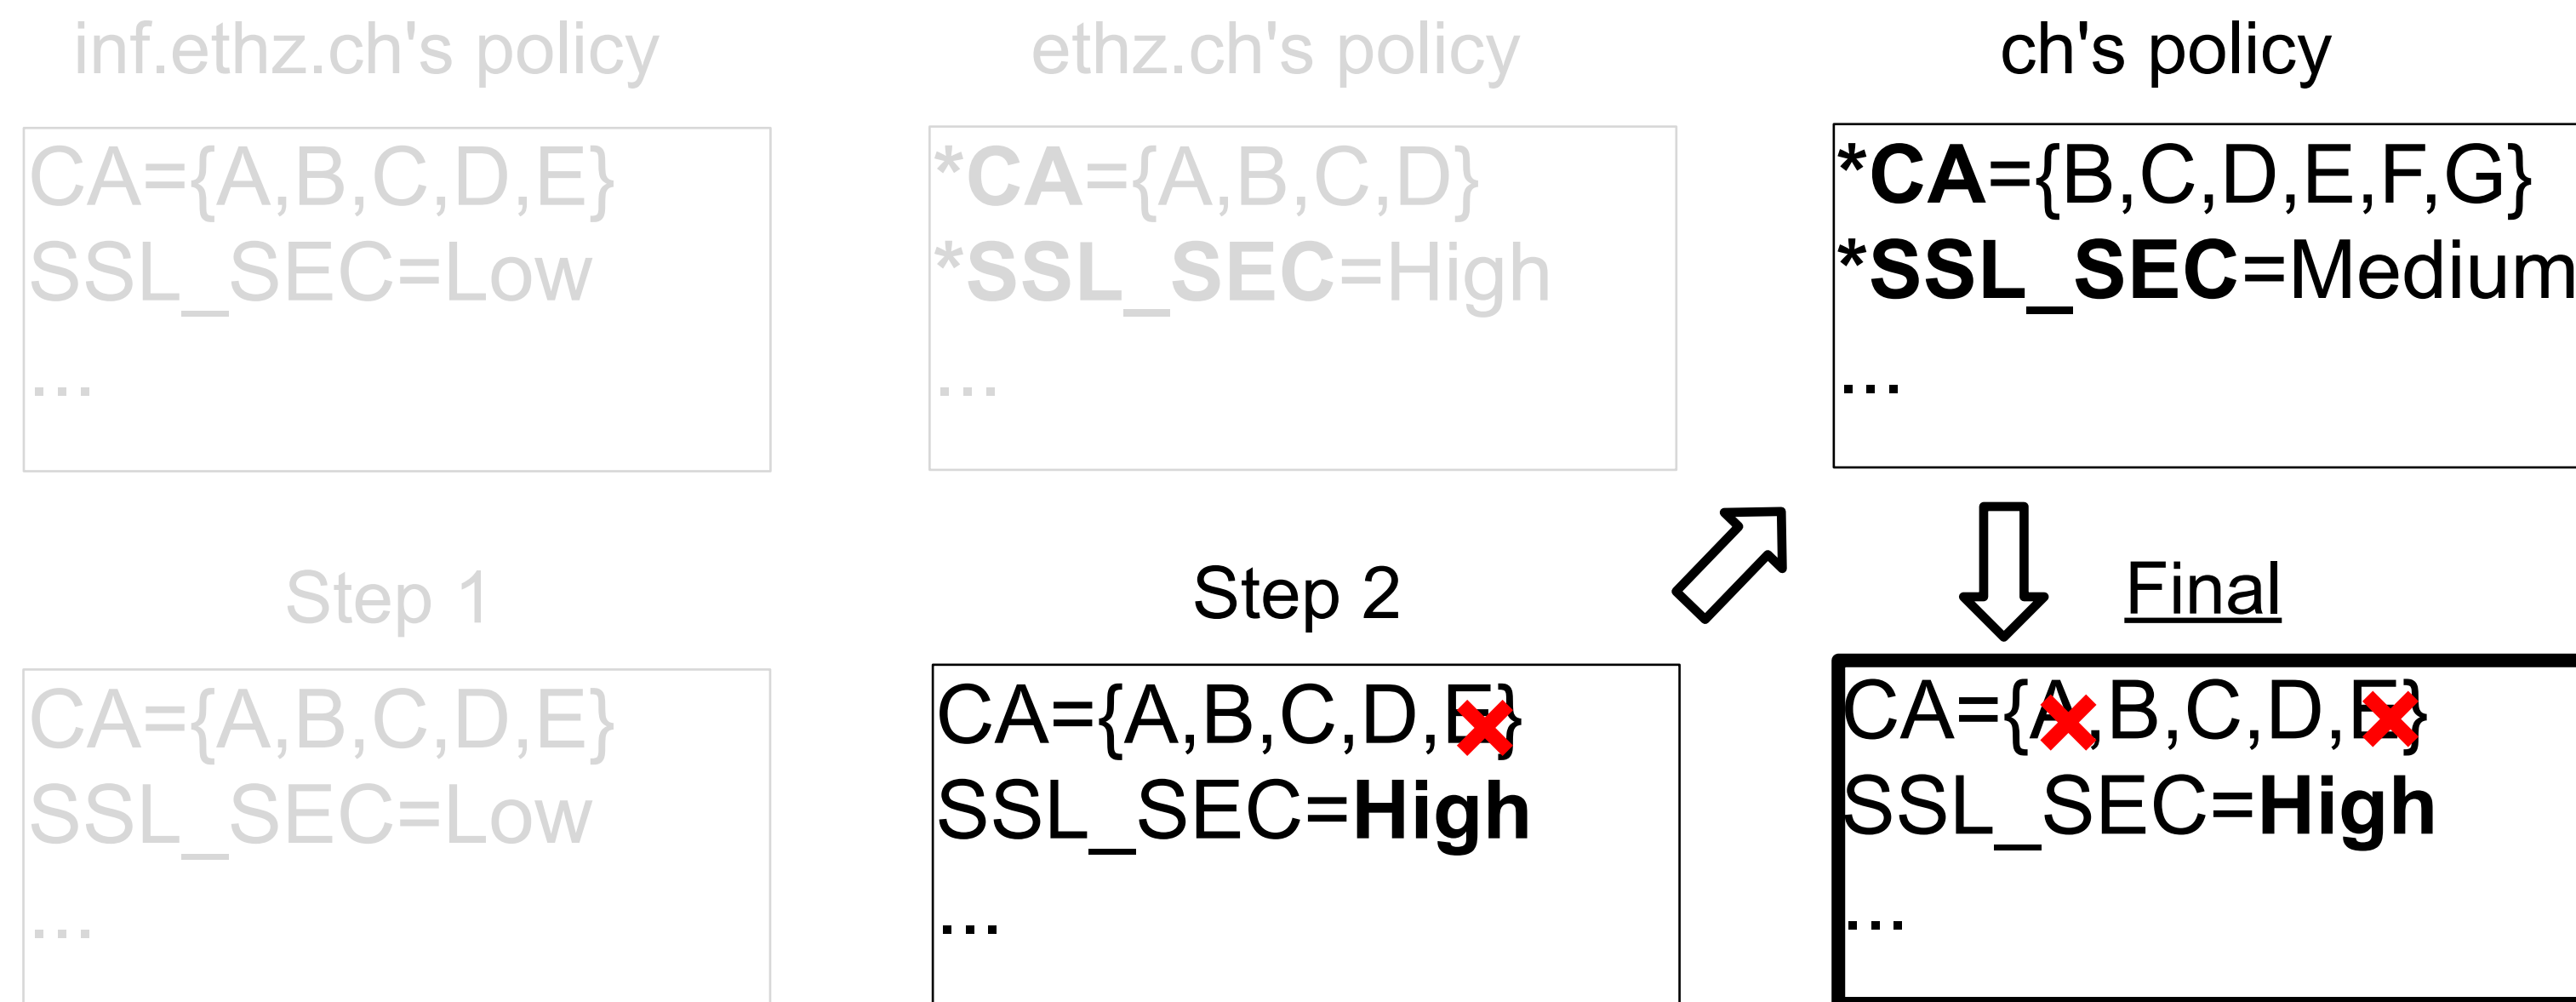 inf.ethz.ch's policy
CA={A,B,C,D,E}
SSL_SEC=Low
...
ethz.ch's policy
*CA={A,B,C,D}
*SSL_SEC=High
...
ch's policy
*CA={B,C,D,E,F,G}
*SSL_SEC=Medium
...
Step 1
CA={A,B,C,D,E}
SSL_SEC=Low
...
Step 2
CA={A,B,C,D,E}
SSL_SEC=High
...
Final
CA={A,B,C,D,E}
SSL_SEC=High
...